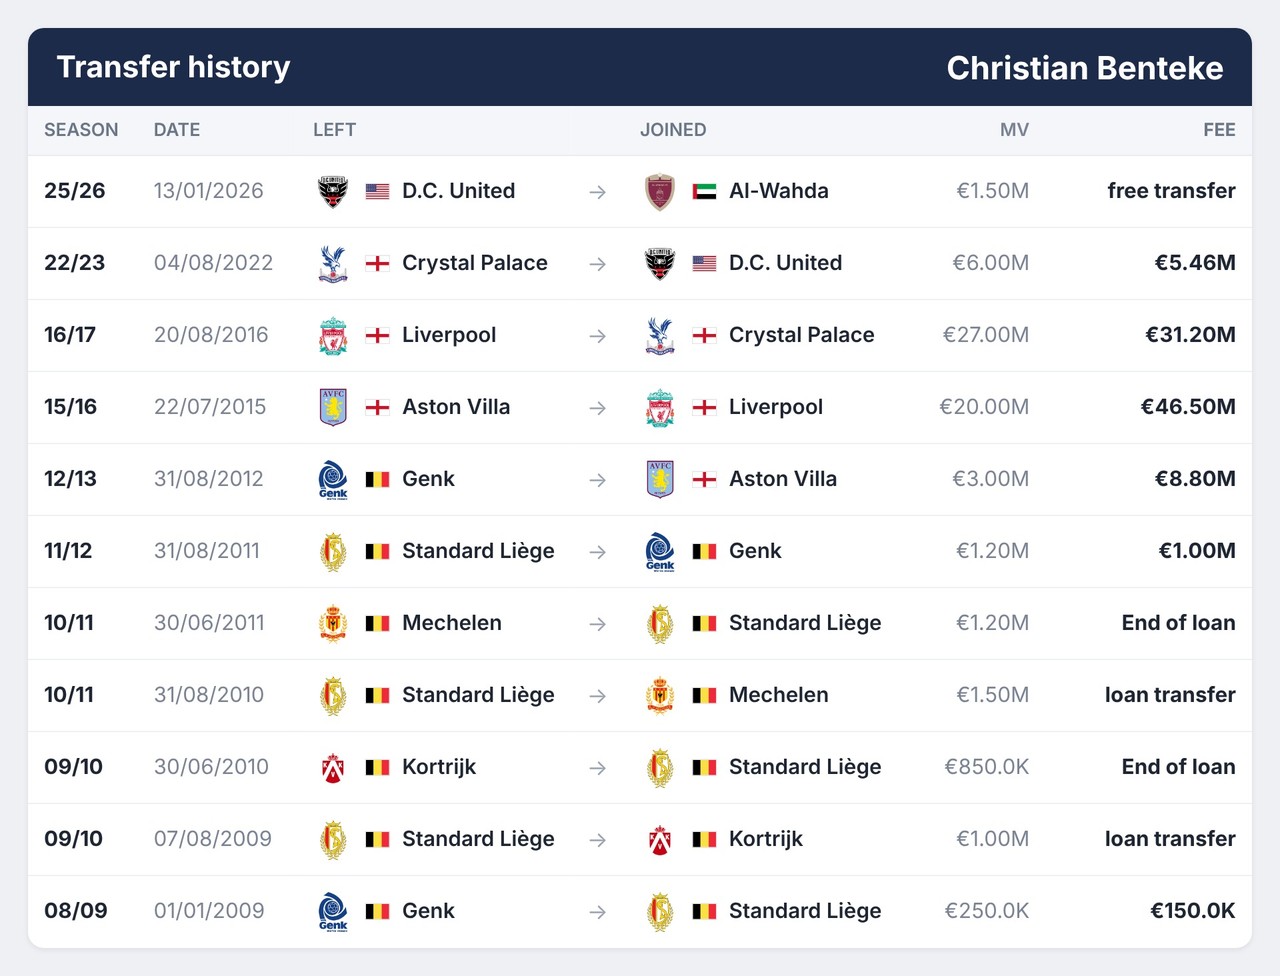 Transfer history Christian Benteke
SEASON DATE LEFT JOINED MV FEE
25/26 13/01/2026 D.C. United → Al-Wahda €1.50M free transfer
22/23 04/08/2022 Crystal Palace → D.C. United €6.00M €5.46M
16/17 20/08/2016 Liverpool → Crystal Palace €27.00M €31.20M
15/16 22/07/2015 Aston Villa → Liverpool €20.00M €46.50M
12/13 31/08/2012 Genk → Aston Villa €3.00M €8.80M
11/12 31/08/2011 Standard Liège → Genk €1.20M €1.00M
10/11 30/06/2011 Mechelen → Standard Liège €1.20M End of loan
10/11 31/08/2010 Standard Liège → Mechelen €1.50M loan transfer
09/10 30/06/2010 Kortrijk → Standard Liège €850.0K End of loan
09/10 07/08/2009 Standard Liège → Kortrijk €1.00M loan transfer
08/09 01/01/2009 Genk → Standard Liège €250.0K €150.0K